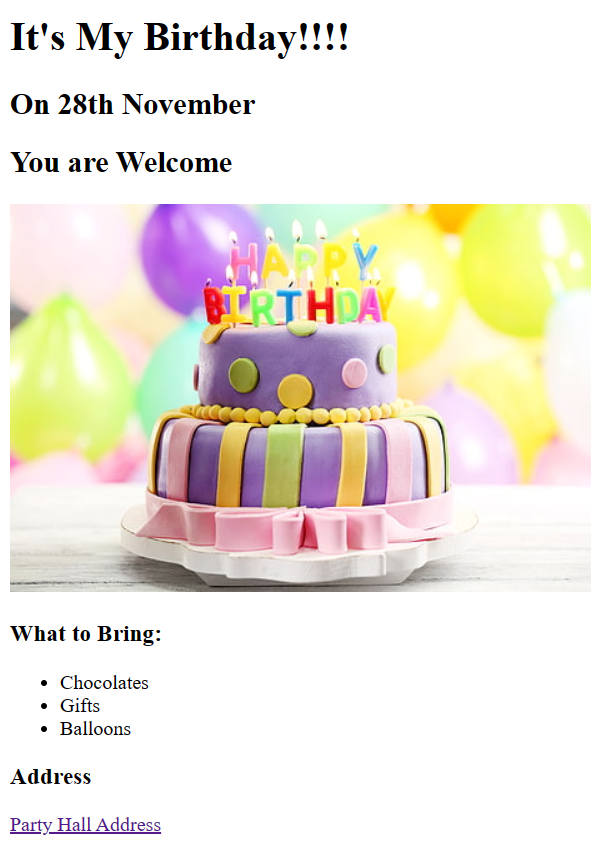 It's My Birthday!!!!
On 28th November
You are Welcome
HAPPY
BIRTHDAY
What to Bring:
Chocolates
Gifts
Balloons
Address
Party Hall Address